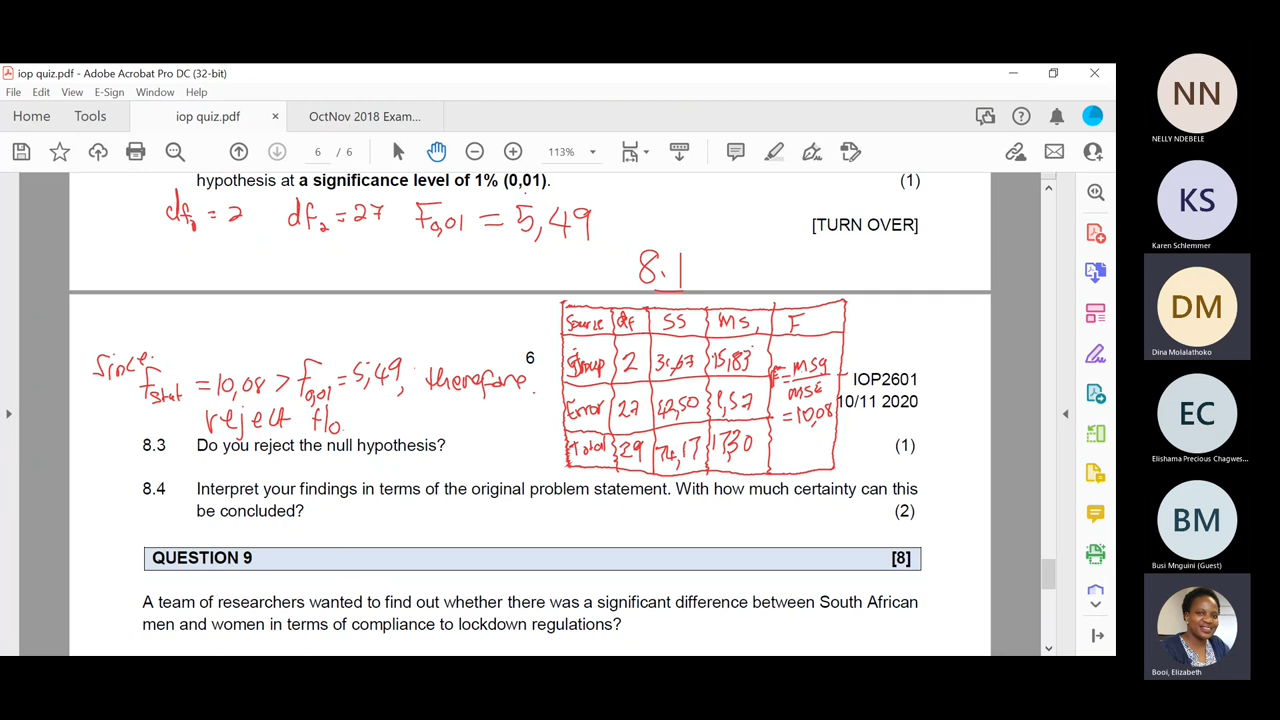 iop quiz.pdf - Adobe Acrobat Pro DC (32-bit)
File Edit View E-Sign Window Help
Home Tools iop quiz.pdf × OctNov 2018 Exam...
6 / 6 113%
hypothesis at a significance level of 1% (0,01). (1)
df₁ = 2 df₂ = 27 F0,01 = 5,49
[TURN OVER]
8.1
Source df SS MS F
Group 2 31,67 15,83 F = MSG
MSE
Error 27 42,50 1,57 = 10,08
Total 29 74,17 17,30
6
IOP2601
10/11 2020
Since
Fstat = 10,08 > F0,01 = 5,49, therefore
reject Ho.
8.3 Do you reject the null hypothesis? (1)
8.4 Interpret your findings in terms of the original problem statement. With how much certainty can this
be concluded? (2)
QUESTION 9 [8]
A team of researchers wanted to find out whether there was a significant difference between South African
men and women in terms of compliance to lockdown regulations?
NN
NELLY NDEBELE
KS
Karen Schlemmer
DM
Dina Molalathoko
EC
Elishama Precious Chagwes...
BM
Busi Mnguini (Guest)
Booi, Elizabeth